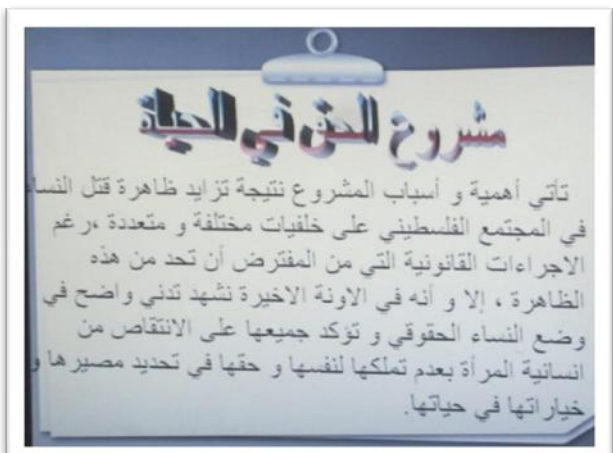 مشروع الحق في الحياة
تأتي أهمية و أسباب المشروع نتيجة تزايد ظاهرة قتل النساء
في المجتمع الفلسطيني على خلفيات مختلفة و متعددة ،رغم
الاجراءات القانونية التي من المفترض أن تحد من هذه
الظاهرة ، إلا و أنه في الاونة الاخيرة نشهد تدني واضح في
وضع النساء الحقوقي و تؤكد جميعها على الانتقاص من
انسانية المرأة بعدم تملكها لنفسها و حقها في تحديد مصيرها و
خياراتها في حياتها.